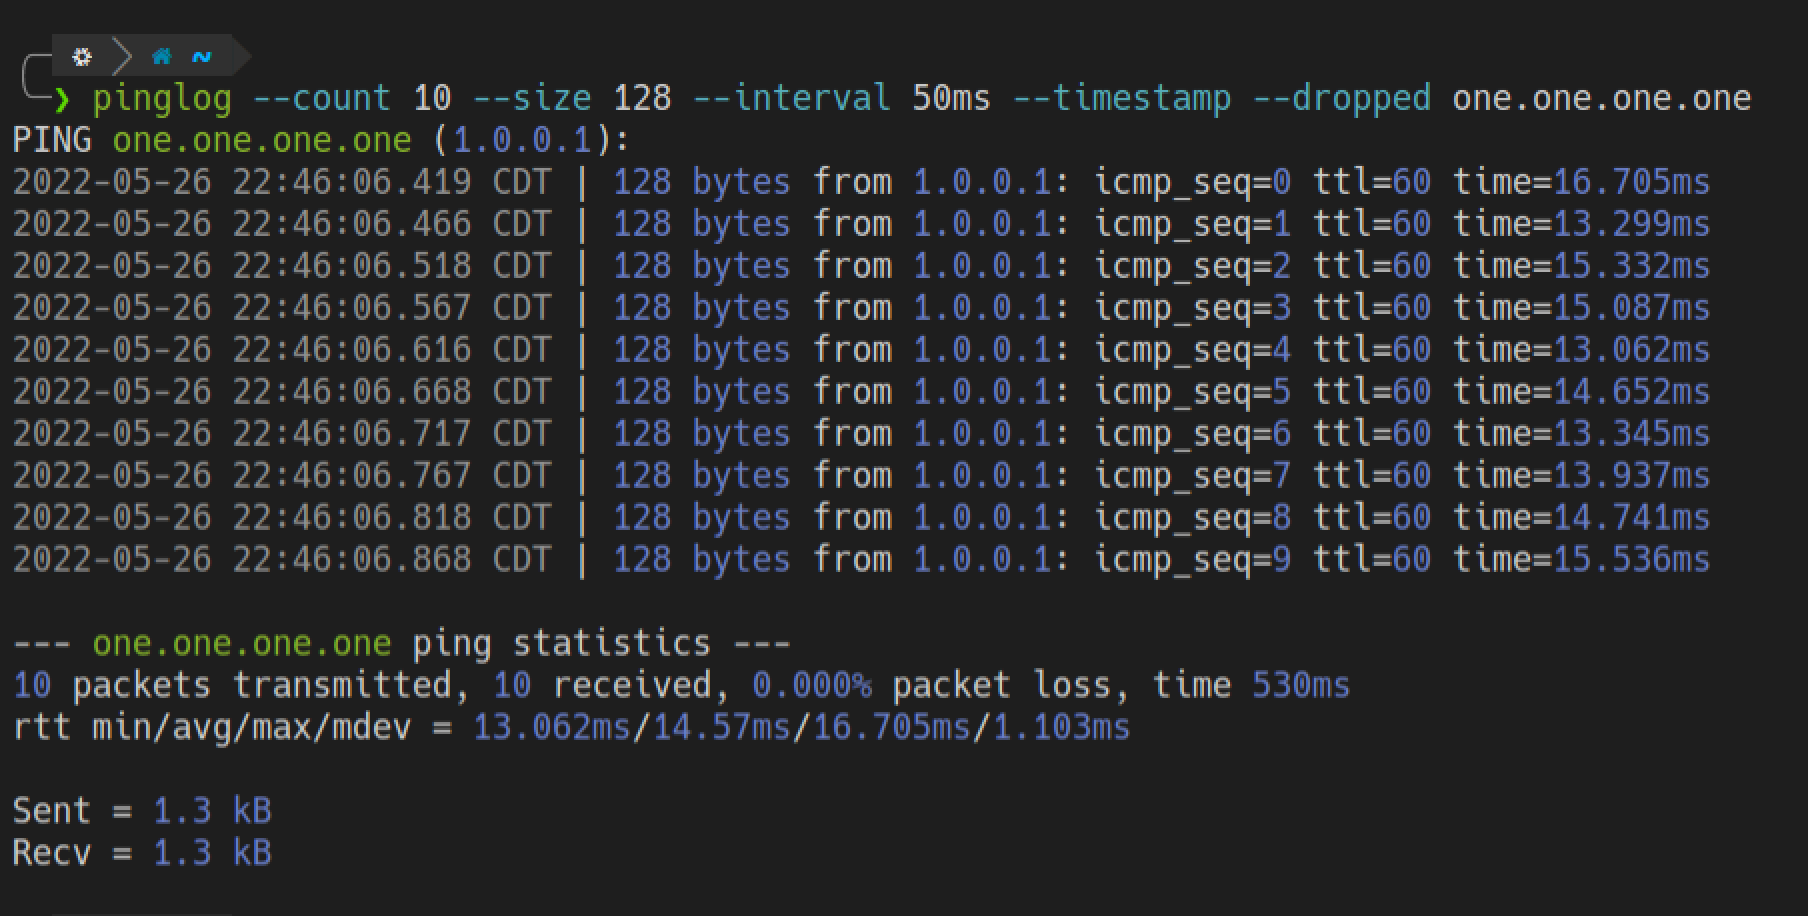 ~
❯ pinglog --count 10 --size 128 --interval 50ms --timestamp --dropped one.one.one.one
PING one.one.one.one (1.0.0.1):
2022-05-26 22:46:06.419 CDT | 128 bytes from 1.0.0.1: icmp_seq=0 ttl=60 time=16.705ms
2022-05-26 22:46:06.466 CDT | 128 bytes from 1.0.0.1: icmp_seq=1 ttl=60 time=13.299ms
2022-05-26 22:46:06.518 CDT | 128 bytes from 1.0.0.1: icmp_seq=2 ttl=60 time=15.332ms
2022-05-26 22:46:06.567 CDT | 128 bytes from 1.0.0.1: icmp_seq=3 ttl=60 time=15.087ms
2022-05-26 22:46:06.616 CDT | 128 bytes from 1.0.0.1: icmp_seq=4 ttl=60 time=13.062ms
2022-05-26 22:46:06.668 CDT | 128 bytes from 1.0.0.1: icmp_seq=5 ttl=60 time=14.652ms
2022-05-26 22:46:06.717 CDT | 128 bytes from 1.0.0.1: icmp_seq=6 ttl=60 time=13.345ms
2022-05-26 22:46:06.767 CDT | 128 bytes from 1.0.0.1: icmp_seq=7 ttl=60 time=13.937ms
2022-05-26 22:46:06.818 CDT | 128 bytes from 1.0.0.1: icmp_seq=8 ttl=60 time=14.741ms
2022-05-26 22:46:06.868 CDT | 128 bytes from 1.0.0.1: icmp_seq=9 ttl=60 time=15.536ms
--- one.one.one.one ping statistics ---
10 packets transmitted, 10 received, 0.000% packet loss, time 530ms
rtt min/avg/max/mdev = 13.062ms/14.57ms/16.705ms/1.103ms
Sent = 1.3 kB
Recv = 1.3 kB